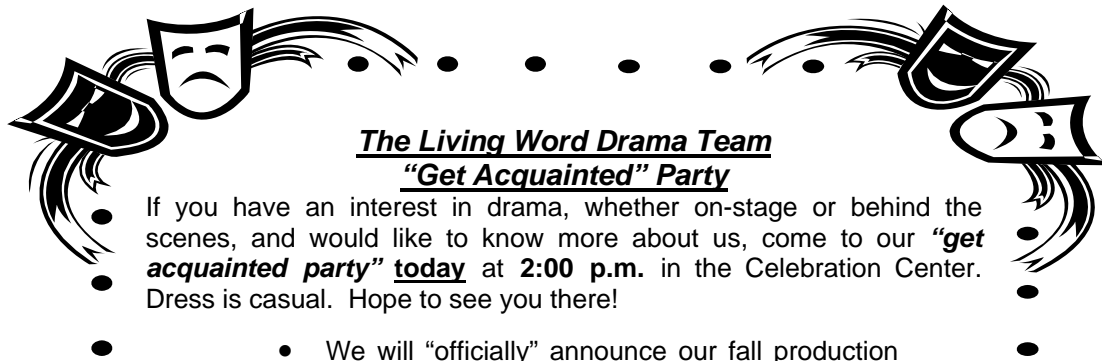 The Living Word Drama Team
“Get Acquainted” Party
If you have an interest in drama, whether on-stage or behind the
scenes, and would like to know more about us, come to our “get
acquainted party” today at 2:00 p.m. in the Celebration Center.
Dress is casual.  Hope to see you there!
• We will “officially” announce our fall production